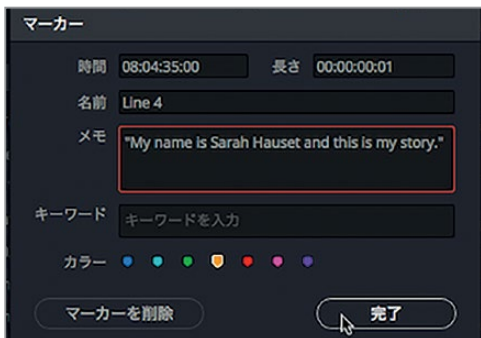 マーカー
時間 08:04:35:00 長さ 00:00:00:01
名前 Line 4
メモ "My name is Sarah Hauset and this is my story."
キーワード キーワードを入力
カラー
マーカーを削除 完了